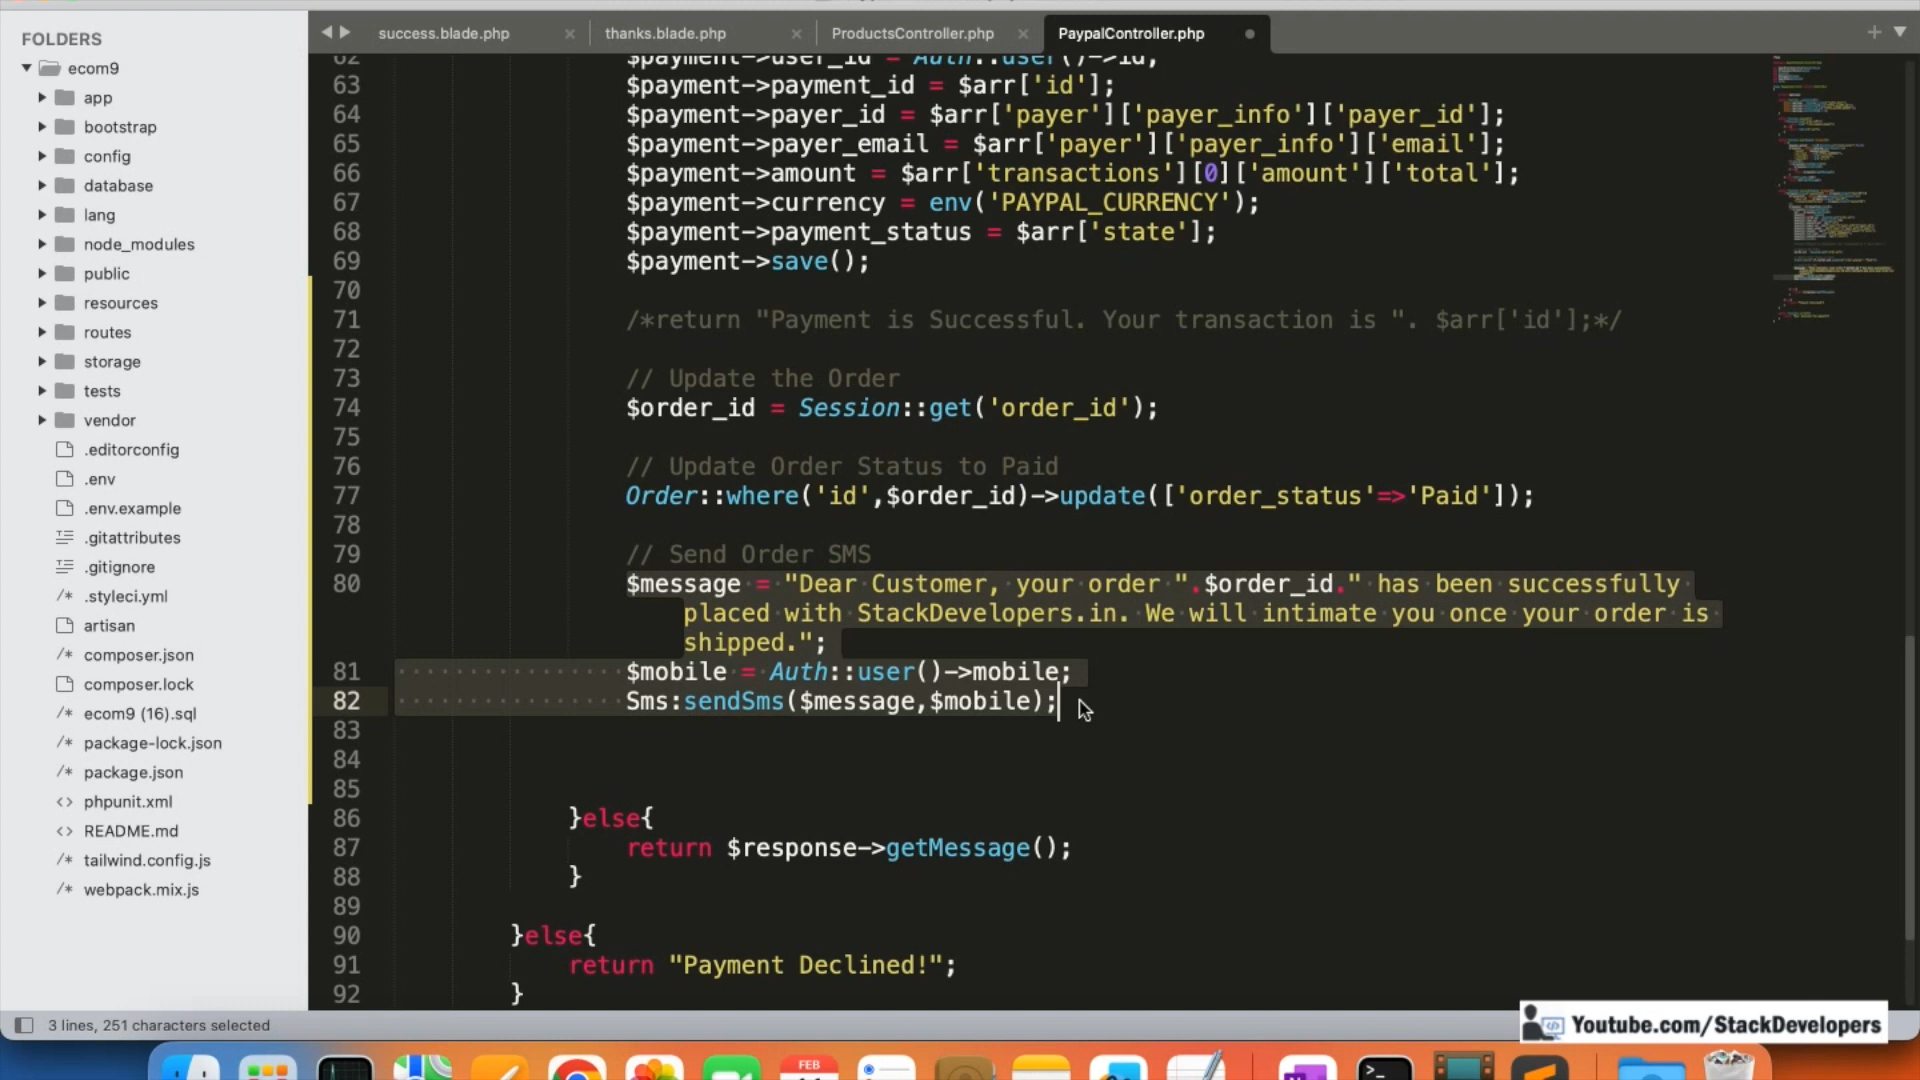 FOLDERS
ecom9
app
bootstrap
config
database
lang
node_modules
public
resources
routes
storage
tests
vendor
.editorconfig
.env
.env.example
.gitattributes
.gitignore
.styleci.yml
artisan
composer.json
composer.lock
ecom9 (16).sql
package-lock.json
package.json
phpunit.xml
README.md
tailwind.config.js
webpack.mix.js
success.blade.php
thanks.blade.php
ProductsController.php
PaypalController.php
62 $payment->user_id = Auth::user()->id;
63 $payment->payment_id = $arr['id'];
64 $payment->payer_id = $arr['payer']['payer_info']['payer_id'];
65 $payment->payer_email = $arr['payer']['payer_info']['email'];
66 $payment->amount = $arr['transactions'][0]['amount']['total'];
67 $payment->currency = env('PAYPAL_CURRENCY');
68 $payment->payment_status = $arr['state'];
69 $payment->save();
70
71 /*return "Payment is Successful. Your transaction is ". $arr['id'];*/
72
73 // Update the Order
74 $order_id = Session::get('order_id');
75
76 // Update Order Status to Paid
77 Order::where('id',$order_id)->update(['order_status'=>'Paid']);
78
79 // Send Order SMS
80 $message = "Dear Customer, your order ".$order_id." has been successfully
placed with StackDevelopers.in. We will intimate you once your order is
shipped.";
81 $mobile = Auth::user()->mobile;
82 Sms:sendSms($message,$mobile);
83
84
85
86 }else{
87 return $response->getMessage();
88 }
89
90 }else{
91 return "Payment Declined!";
92 }
3 lines, 251 characters selected
Youtube.com/StackDevelopers
FEB